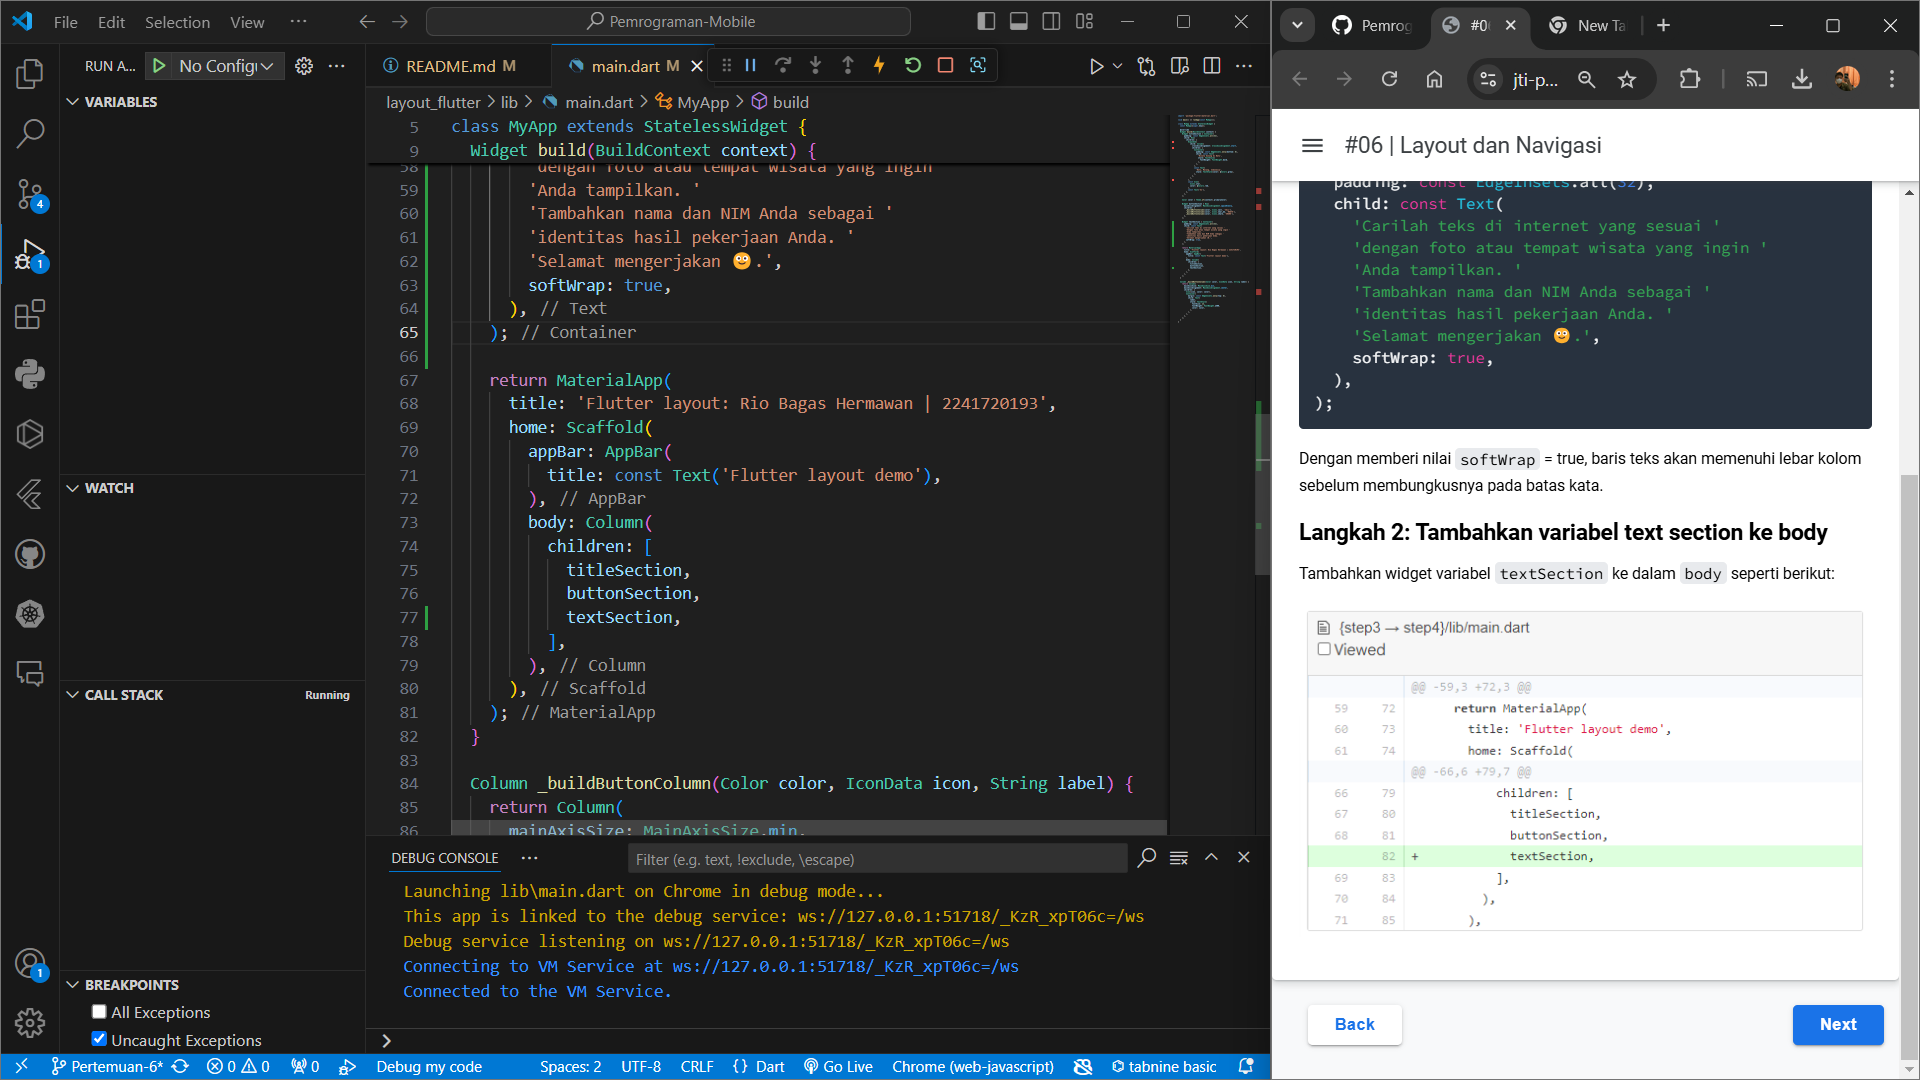 File Edit Selection View ···
Pemrograman-Mobile
RUN A... No Config
README.md M
main.dart M
VARIABLES
layout_flutter > lib > main.dart > MyApp > build
5 class MyApp extends StatelessWidget {
9 Widget build(BuildContext context) {
58 'dengan foto atau tempat wisata yang ingin '
59 'Anda tampilkan. '
60 'Tambahkan nama dan NIM Anda sebagai '
61 'identitas hasil pekerjaan Anda. '
62 'Selamat mengerjakan 🙂.',
63 softWrap: true,
64 ), // Text
65 ); // Container
66
67 return MaterialApp(
68 title: 'Flutter layout: Rio Bagas Hermawan | 2241720193',
69 home: Scaffold(
70 appBar: AppBar(
71 title: const Text('Flutter layout demo'),
72 ), // AppBar
73 body: Column(
74 children: [
75 titleSection,
76 buttonSection,
77 textSection,
78 ],
79 ), // Column
80 ), // Scaffold
81 ); // MaterialApp
82 }
83
84 Column _buildButtonColumn(Color color, IconData icon, String label) {
85 return Column(
86 mainAxisSize: MainAxisSize.min,
WATCH
CALL STACK Running
BREAKPOINTS
All Exceptions
Uncaught Exceptions
4
1
1
DEBUG CONSOLE ···
Filter (e.g. text, !exclude, \escape)
Launching lib\main.dart on Chrome in debug mode...
This app is linked to the debug service: ws://127.0.0.1:51718/_KzR_xpT06c=/ws
Debug service listening on ws://127.0.0.1:51718/_KzR_xpT06c=/ws
Connecting to VM Service at ws://127.0.0.1:51718/_KzR_xpT06c=/ws
Connected to the VM Service.
>
Pertemuan-6* 0 0 0 Debug my code Spaces: 2 UTF-8 CRLF {} Dart Go Live Chrome (web-javascript) tabnine basic
Pemrog
#0
New Ta
jti-p...
#06 | Layout dan Navigasi
padding: const EdgeInsets.all(32),
child: const Text(
'Carilah teks di internet yang sesuai '
'dengan foto atau tempat wisata yang ingin '
'Anda tampilkan. '
'Tambahkan nama dan NIM Anda sebagai '
'identitas hasil pekerjaan Anda. '
'Selamat mengerjakan 🙂.',
softWrap: true,
),
);
Dengan memberi nilai softWrap = true, baris teks akan memenuhi lebar kolom
sebelum membungkusnya pada batas kata.
Langkah 2: Tambahkan variabel text section ke body
Tambahkan widget variabel textSection ke dalam body seperti berikut:
{step3 → step4}/lib/main.dart
Viewed
@@ -59,3 +72,3 @@
59 72 return MaterialApp(
60 73 title: 'Flutter layout demo',
61 74 home: Scaffold(
@@ -66,6 +79,7 @@
66 79 children: [
67 80 titleSection,
68 81 buttonSection,
82 + textSection,
69 83 ],
70 84 ),
71 85 ),
Back
Next